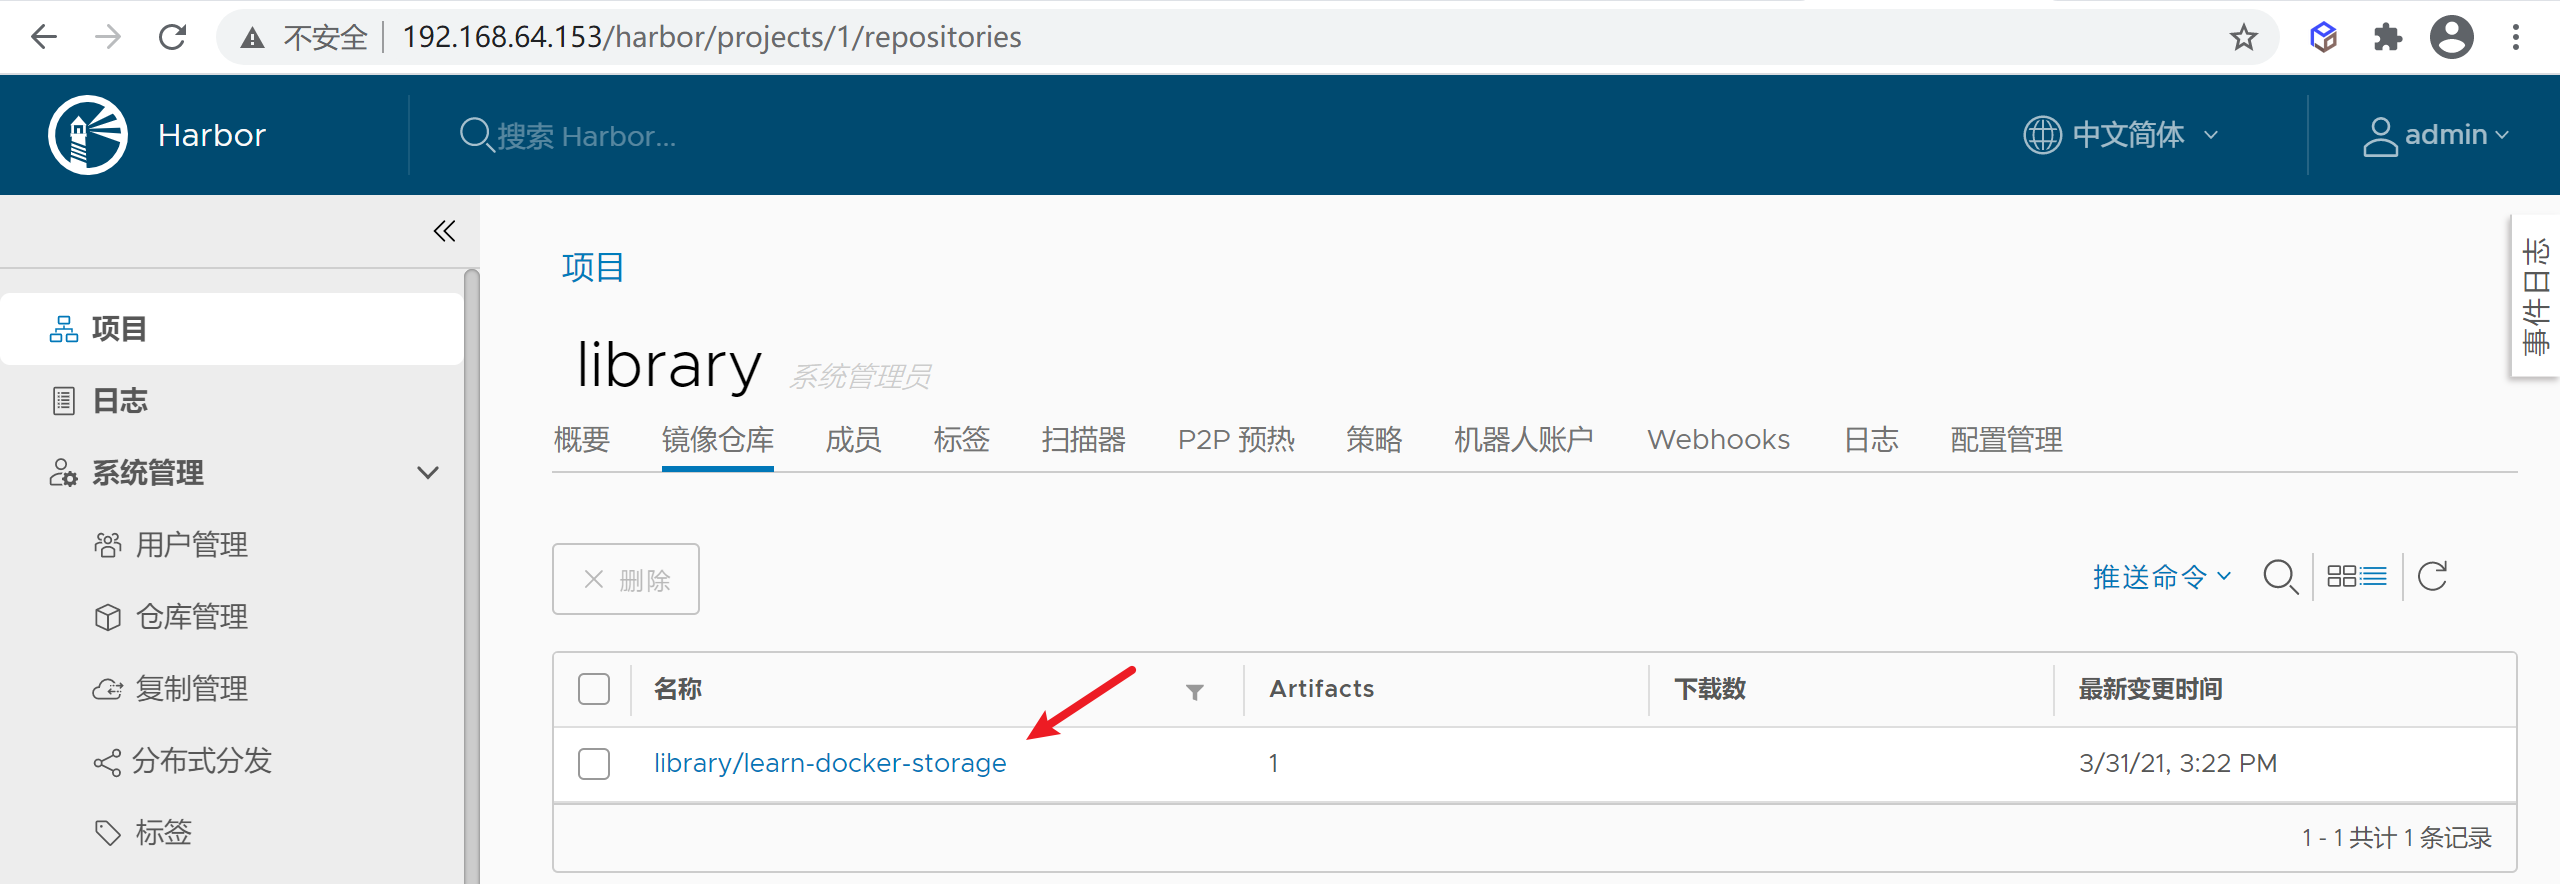 不安全 192.168.64.153/harbor/projects/1/repositories
Harbor 搜索 Harbor... 中文简体 admin
项目
日志
系统管理
用户管理
仓库管理
复制管理
分布式分发
标签
项目
library 系统管理员
概要 镜像仓库 成员 标签 扫描器 P2P 预热 策略 机器人账户 Webhooks 日志 配置管理
删除 推送命令
名称 Artifacts 下载数 最新变更时间
library/learn-docker-storage 1 3/31/21, 3:22 PM
1 - 1 共计 1 条记录
事件日志